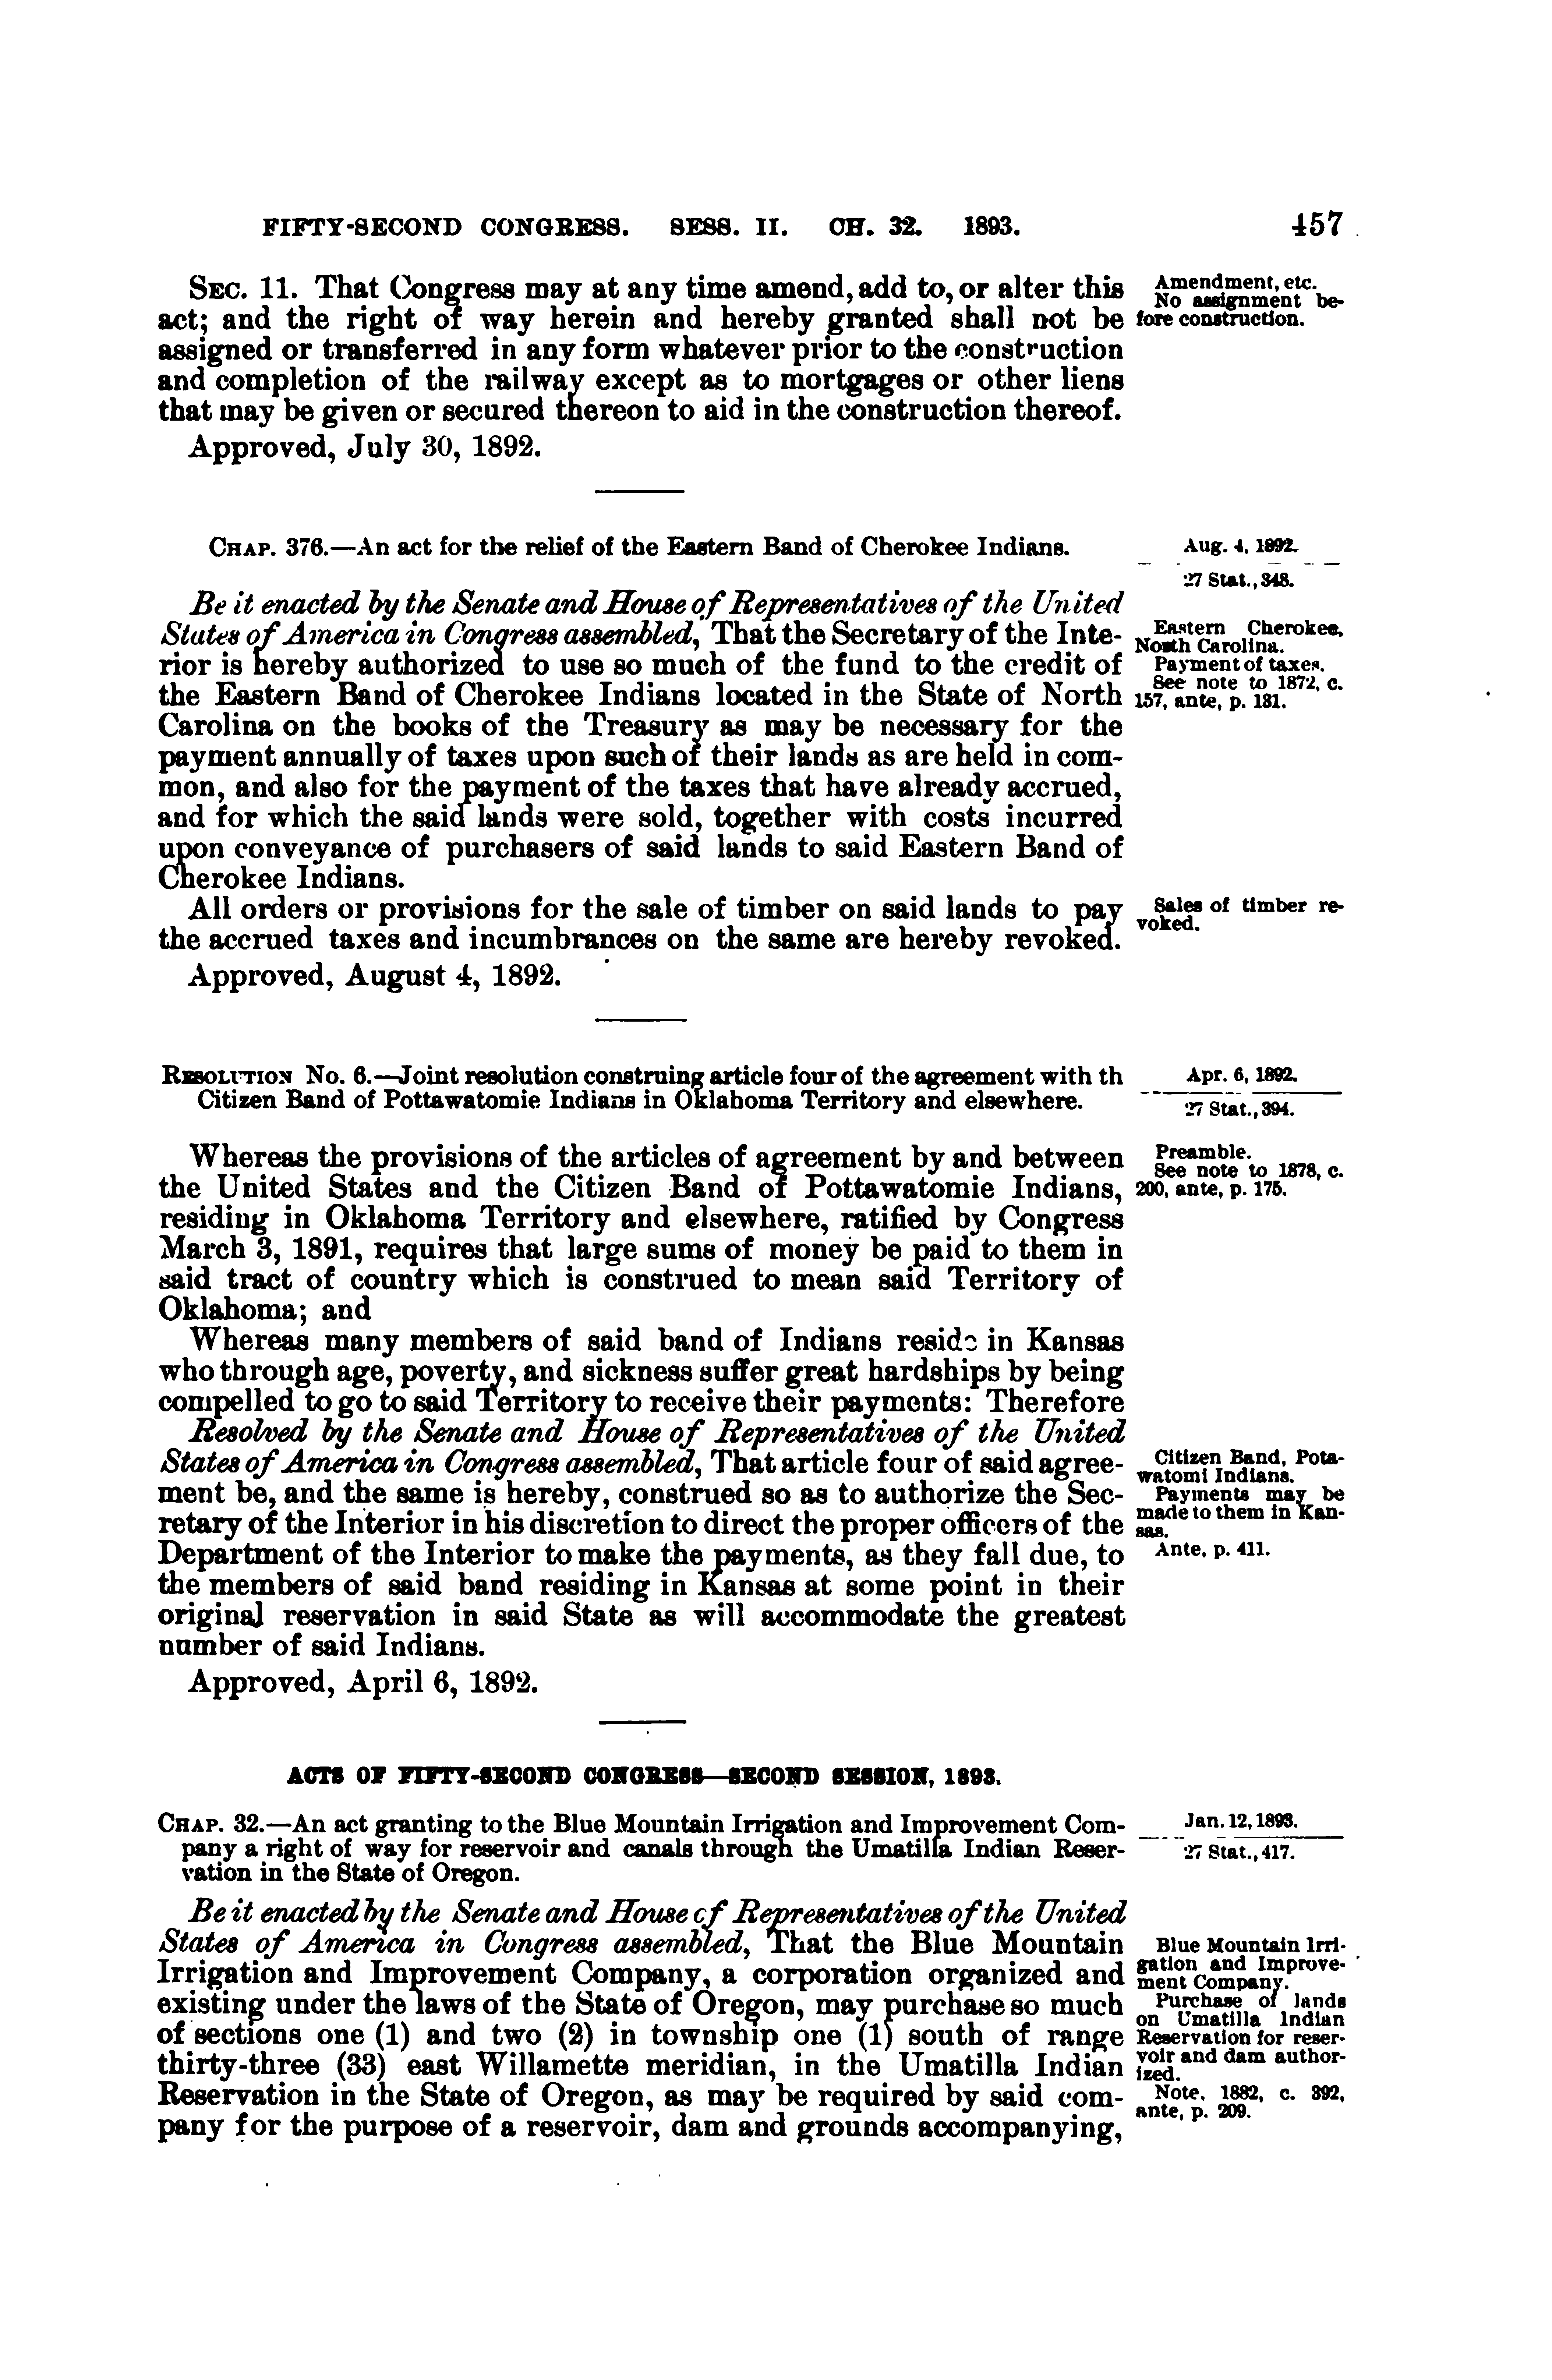 FIFTY-SECOND CONGRESS. SESS. II. CH. 32. 1893. 457
SEC. 11. That Congress may at any time amend, add to, or alter this
act; and the right of way herein and hereby granted shall not be
assigned or transferred in any form whatever prior to the construction
and completion of the railway except as to mortgages or other liens
that may be given or secured thereon to aid in the construction thereof.
Approved, July 30, 1892.
Amendment, etc.
No assignment be-
fore construction.
CHAP. 376.—An act for the relief of the Eastern Band of Cherokee Indians.
Aug. 4, 1892.
27 Stat., 348.
Be it enacted by the Senate and House of Representatives of the United
States of America in Congress assembled, That the Secretary of the Inte-
rior is hereby authorized to use so much of the fund to the credit of
the Eastern Band of Cherokee Indians located in the State of North
Carolina on the books of the Treasury as may be necessary for the
payment annually of taxes upon such of their lands as are held in com-
mon, and also for the payment of the taxes that have already accrued,
and for which the said lands were sold, together with costs incurred
upon conveyance of purchasers of said lands to said Eastern Band of
Cherokee Indians.
Eastern Cherokee,
North Carolina.
Payment of taxes.
See note to 1872, c.
157, ante, p. 131.
All orders or provisions for the sale of timber on said lands to pay
the accrued taxes and incumbrances on the same are hereby revoked.
Approved, August 4, 1892.
Sales of timber re-
voked.
RESOLUTION No. 6.—Joint resolution construing article four of the agreement with th
Citizen Band of Pottawatomie Indians in Oklahoma Territory and elsewhere.
Apr. 6, 1892.
27 Stat., 394.
Whereas the provisions of the articles of agreement by and between
the United States and the Citizen Band of Pottawatomie Indians,
residing in Oklahoma Territory and elsewhere, ratified by Congress
March 3, 1891, requires that large sums of money be paid to them in
said tract of country which is construed to mean said Territory of
Oklahoma; and
Preamble.
See note to 1878, c.
200, ante, p. 175.
Whereas many members of said band of Indians reside in Kansas
who through age, poverty, and sickness suffer great hardships by being
compelled to go to said Territory to receive their payments: Therefore
Resolved by the Senate and House of Representatives of the United
States of America in Congress assembled, That article four of said agree-
ment be, and the same is hereby, construed so as to authorize the Sec-
retary of the Interior in his discretion to direct the proper officers of the
Department of the Interior to make the payments, as they fall due, to
the members of said band residing in Kansas at some point in their
original reservation in said State as will accommodate the greatest
number of said Indians.
Approved, April 6, 1892.
Citizen Band, Pota-
watomi Indians.
Payments may be
made to them in Kan-
sas.
Ante, p. 411.
ACTS OF FIFTY-SECOND CONGRESS—SECOND SESSION, 1893.
CHAP. 32.—An act granting to the Blue Mountain Irrigation and Improvement Com-
pany a right of way for reservoir and canals through the Umatilla Indian Reser-
vation in the State of Oregon.
Jan. 12, 1893.
27 Stat., 417.
Be it enacted by the Senate and House of Representatives of the United
States of America in Congress assembled, That the Blue Mountain
Irrigation and Improvement Company, a corporation organized and
existing under the laws of the State of Oregon, may purchase so much
of sections one (1) and two (2) in township one (1) south of range
thirty-three (33) east Willamette meridian, in the Umatilla Indian
Reservation in the State of Oregon, as may be required by said com-
pany for the purpose of a reservoir, dam and grounds accompanying,
Blue Mountain Irri-
gation and Improve-
ment Company.
Purchase of lands
on Umatilla Indian
Reservation for reser-
voir and dam author-
ized.
Note, 1882, c. 392,
ante, p. 209.